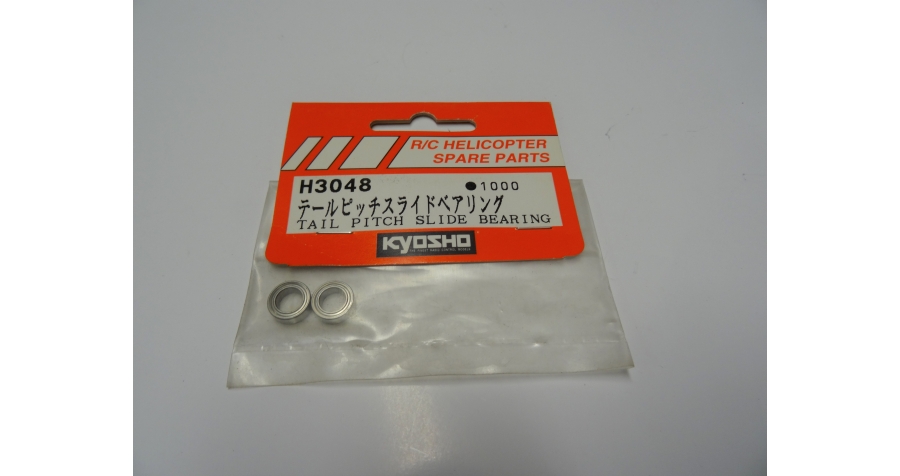 R/C HELICOPTER
SPARE PARTS
H3048 ●1000
テールピッチスライドベアリング
TAIL PITCH SLIDE BEARING
KYOSHO